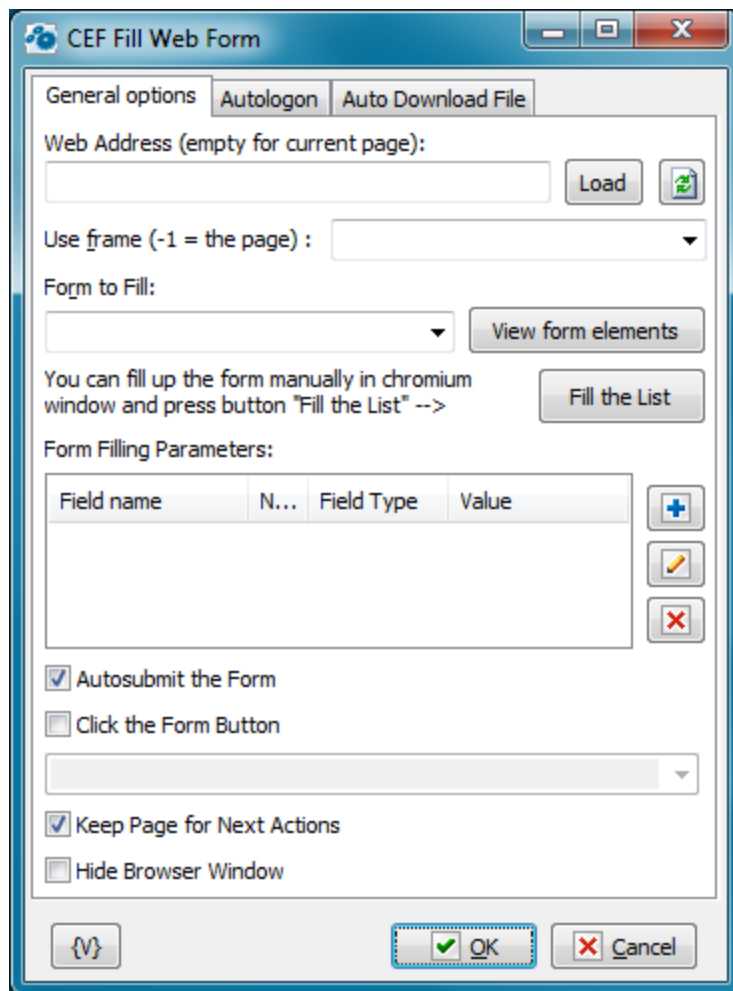 CEF Fill Web Form
General options Autologon Auto Download File
Web Address (empty for current page):
Load
Use frame (-1 = the page) :
Form to Fill:
View form elements
You can fill up the form manually in chromium
window and press button "Fill the List" -->
Fill the List
Form Filling Parameters:
Field name N... Field Type Value
Autosubmit the Form
Click the Form Button
Keep Page for Next Actions
Hide Browser Window
{V} OK Cancel